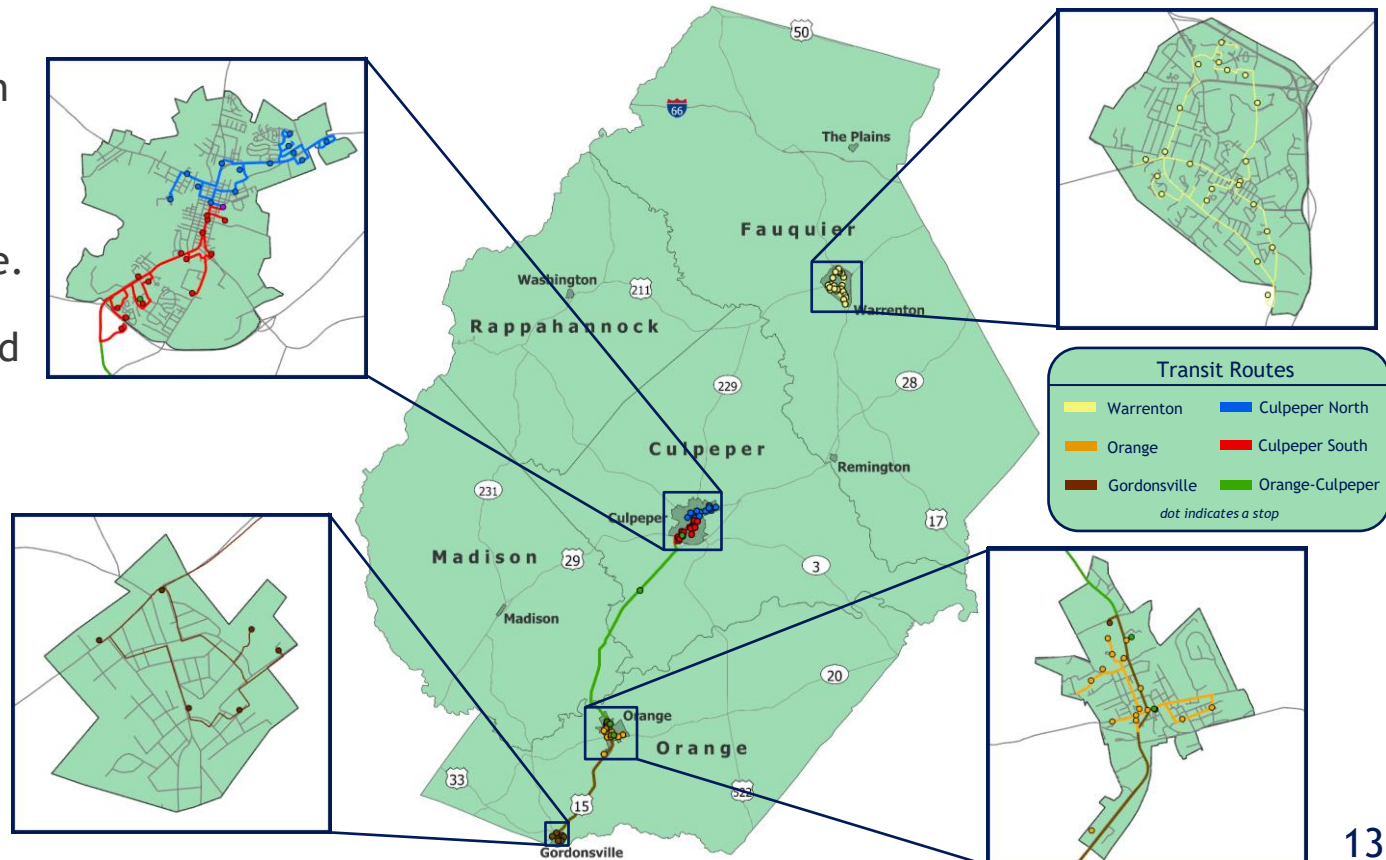 n
e.
d
50
66
The Plains
Fauquier
Washington
211
Warrenton
Rappahannock
229
28
Culpeper
Remington
231
Culpeper
17
Madison
29
3
Madison
20
Orange
Orange
33
522
15
Gordonsville
Transit Routes
Warrenton
Culpeper North
Orange
Culpeper South
Gordonsville
Orange-Culpeper
dot indicates a stop
13